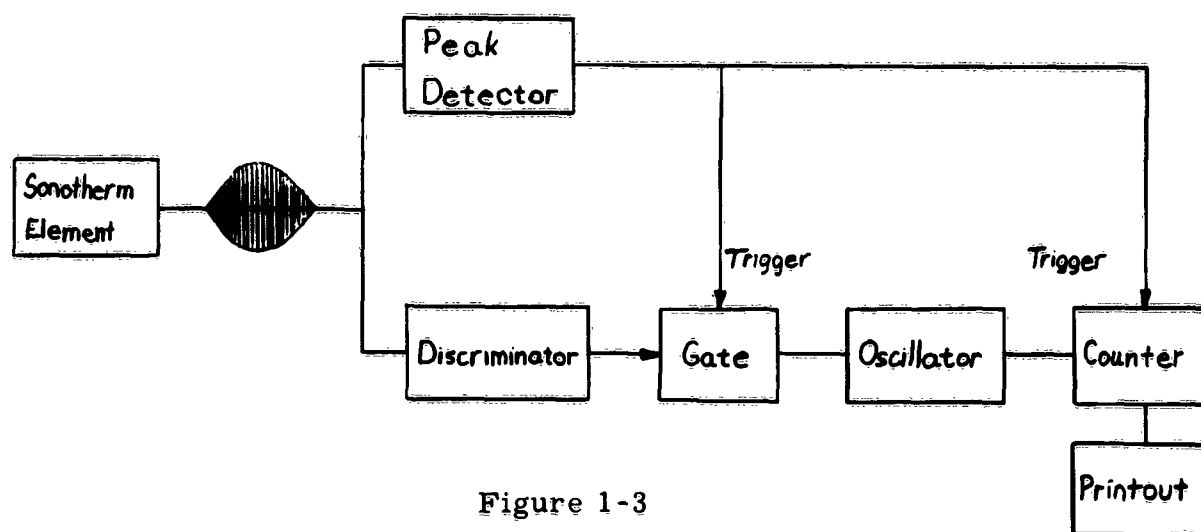 Peak
Detector
Sonotherm
Element
Trigger
Trigger
Discriminator
Gate
Oscillator
Counter
Printout
Figure 1-3